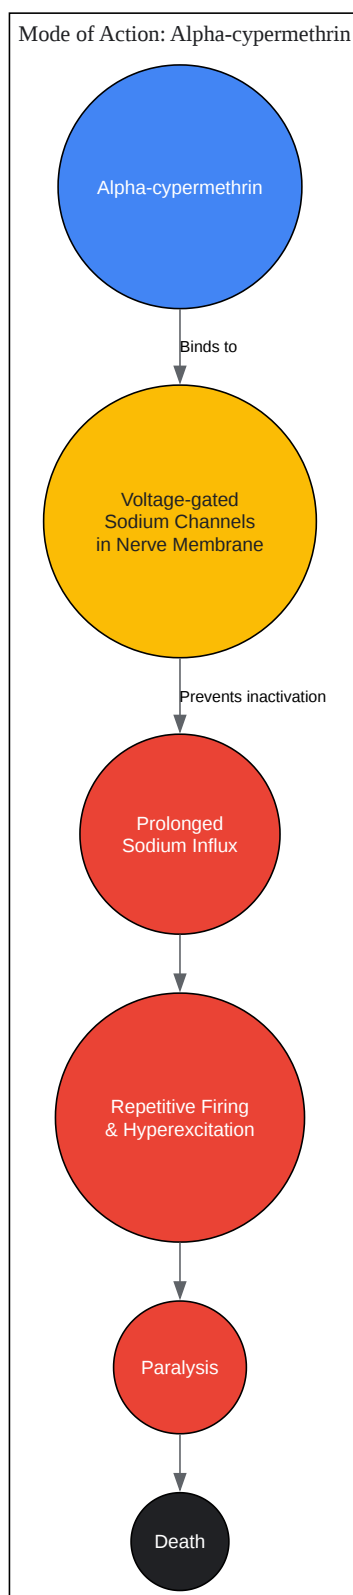 Mode of Action: Alpha-cypermethrin
Alpha-cypermethrin
Binds to
Voltage-gated
Sodium Channels
in Nerve Membrane
Prevents inactivation
Prolonged
Sodium Influx
Repetitive Firing
& Hyperexcitation
Paralysis
Death